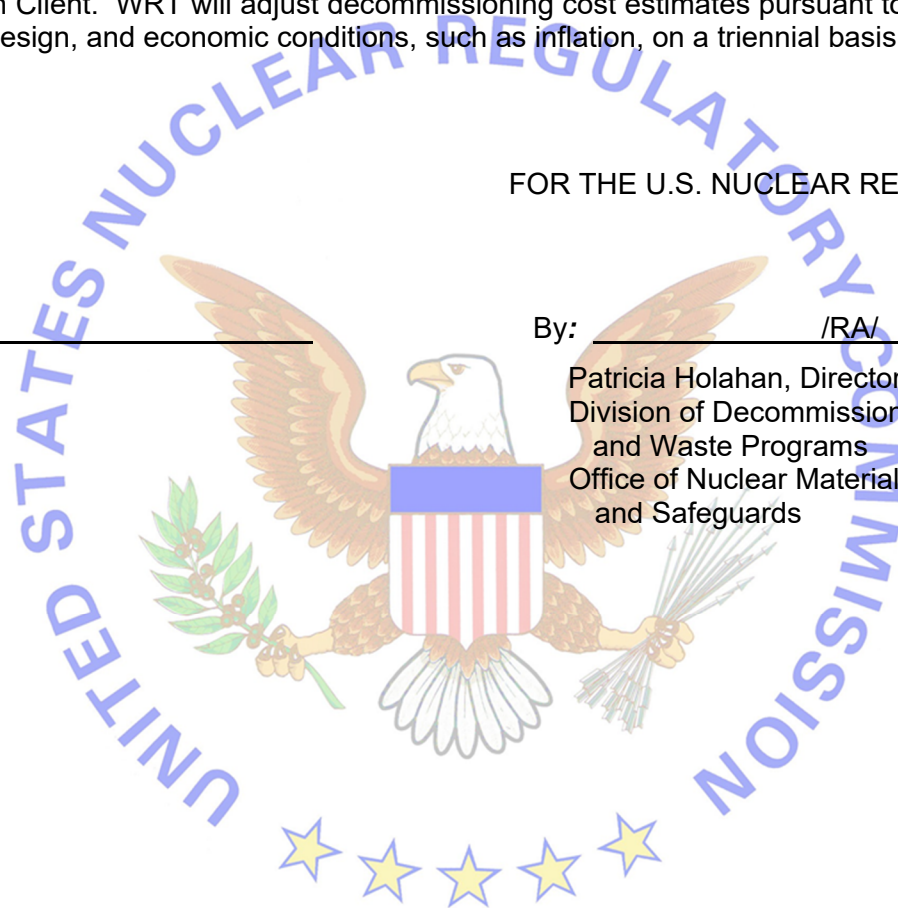 n Client. WRT will adjust decommissioning cost estimates pursuant to
esign, and economic conditions, such as inflation, on a triennial basis
UNITED STATES NUCLEAR REGULATORY COMMISSION
FOR THE U.S. NUCLEAR RE
By: /RA/
Patricia Holahan, Director
Division of Decommission
and Waste Programs
Office of Nuclear Material
and Safeguards